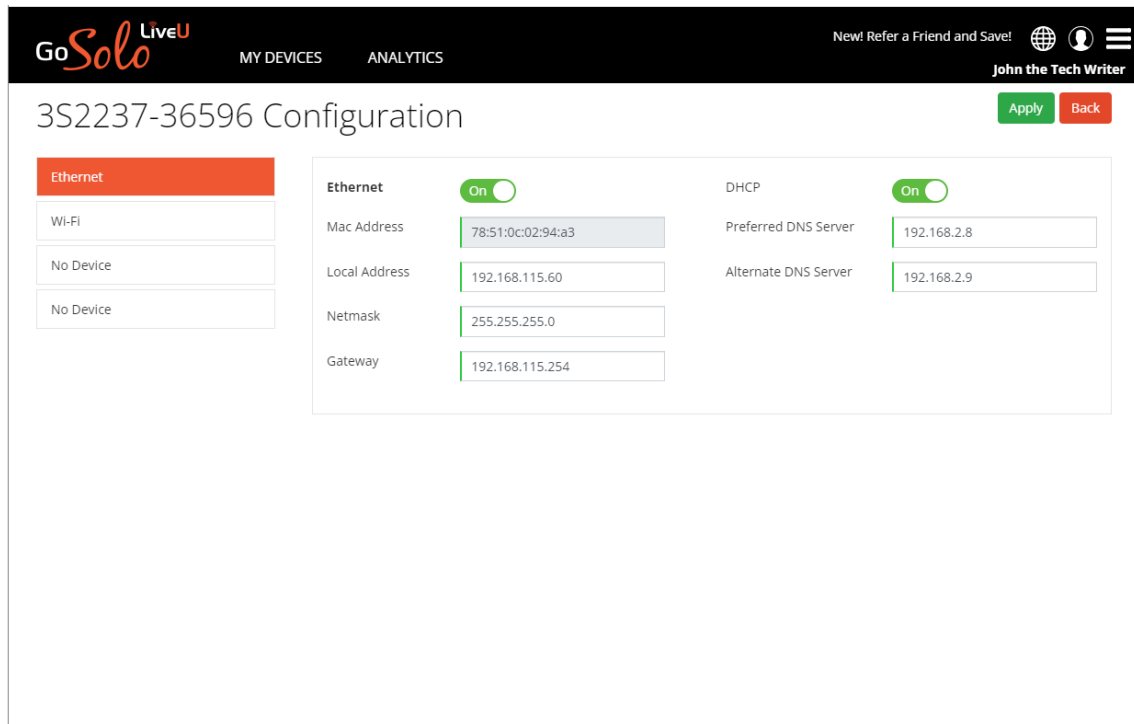 GoSolo LiveU
MY DEVICES ANALYTICS
New! Refer a Friend and Save!
John the Tech Writer
3S2237-36596 Configuration
Apply Back
Ethernet
Wi-Fi
No Device
No Device
Ethernet On
Mac Address 78:51:0c:02:94:a3
Local Address 192.168.115.60
Netmask 255.255.255.0
Gateway 192.168.115.254
DHCP On
Preferred DNS Server 192.168.2.8
Alternate DNS Server 192.168.2.9